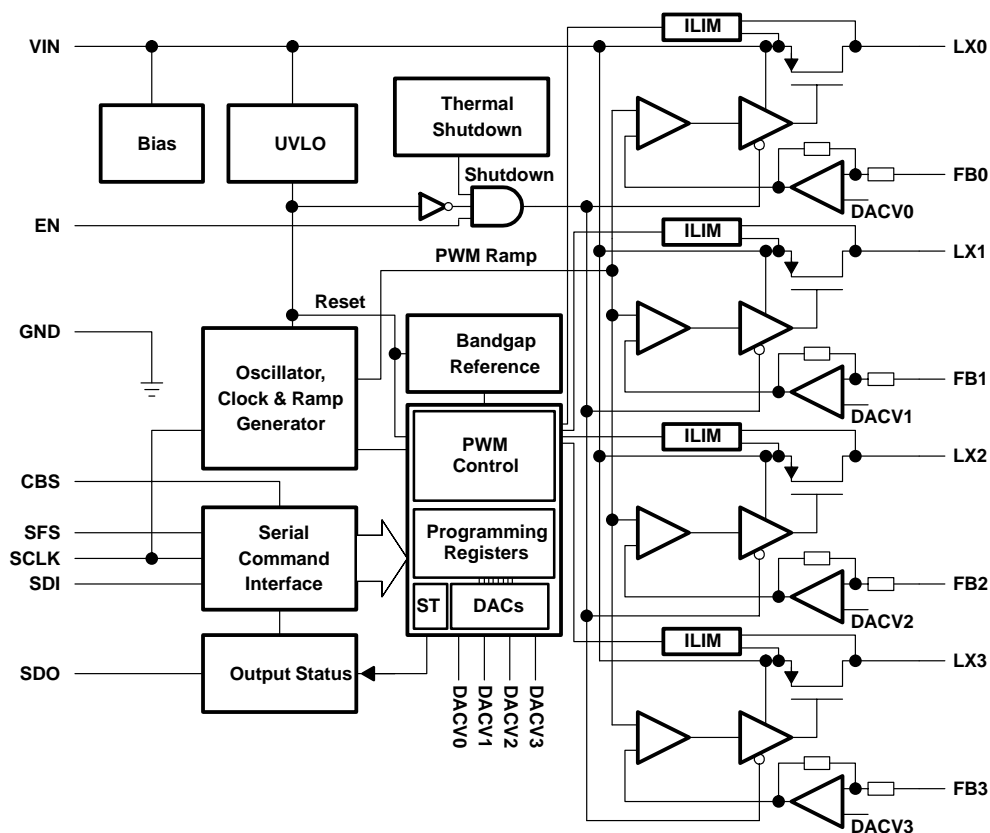 VIN
ILIM
LX0
Thermal
Shutdown
Bias
UVLO
Shutdown
FB0
DACV0
EN
ILIM
LX1
PWM Ramp
Reset
GND
Bandgap
Reference
Oscillator,
Clock & Ramp
Generator
FB1
DACV1
PWM
Control
ILIM
LX2
CBS
SFS
SCLK
SDI
Serial
Command
Interface
Programming
Registers
ST
DACs
FB2
DACV2
ILIM
LX3
SDO
Output Status
DACV0
DACV1
DACV2
DACV3
FB3
DACV3